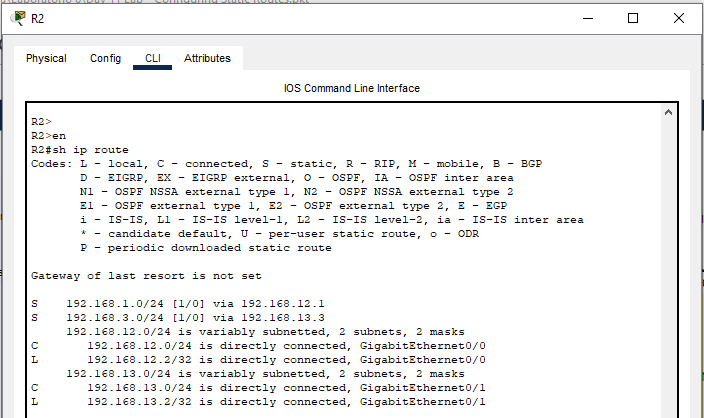 R2
Physical Config CLI Attributes
IOS Command Line Interface
R2>
R2>en
R2#sh ip route
Codes: L - local, C - connected, S - static, R - RIP, M - mobile, B - BGP
D - EIGRP, EX - EIGRP external, O - OSPF, IA - OSPF inter area
N1 - OSPF NSSA external type 1, N2 - OSPF NSSA external type 2
E1 - OSPF external type 1, E2 - OSPF external type 2, E - EGP
i - IS-IS, L1 - IS-IS level-1, L2 - IS-IS level-2, ia - IS-IS inter area
* - candidate default, U - per-user static route, o - ODR
P - periodic downloaded static route
Gateway of last resort is not set
S 192.168.1.0/24 [1/0] via 192.168.12.1
S 192.168.3.0/24 [1/0] via 192.168.13.3
192.168.12.0/24 is variably subnetted, 2 subnets, 2 masks
C 192.168.12.0/24 is directly connected, GigabitEthernet0/0
L 192.168.12.2/32 is directly connected, GigabitEthernet0/0
192.168.13.0/24 is variably subnetted, 2 subnets, 2 masks
C 192.168.13.0/24 is directly connected, GigabitEthernet0/1
L 192.168.13.2/32 is directly connected, GigabitEthernet0/1